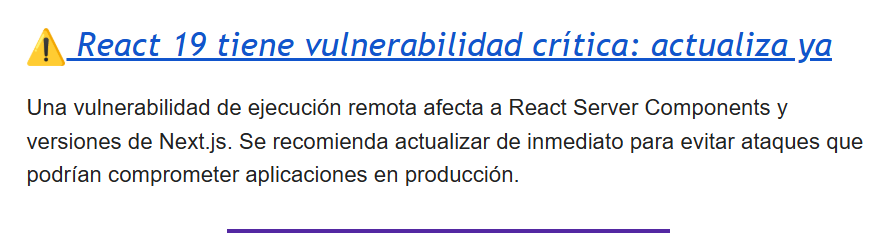 ⚠️ React 19 tiene vulnerabilidad crítica: actualiza ya
Una vulnerabilidad de ejecución remota afecta a React Server Components y
versiones de Next.js. Se recomienda actualizar de inmediato para evitar ataques que
podrían comprometer aplicaciones en producción.